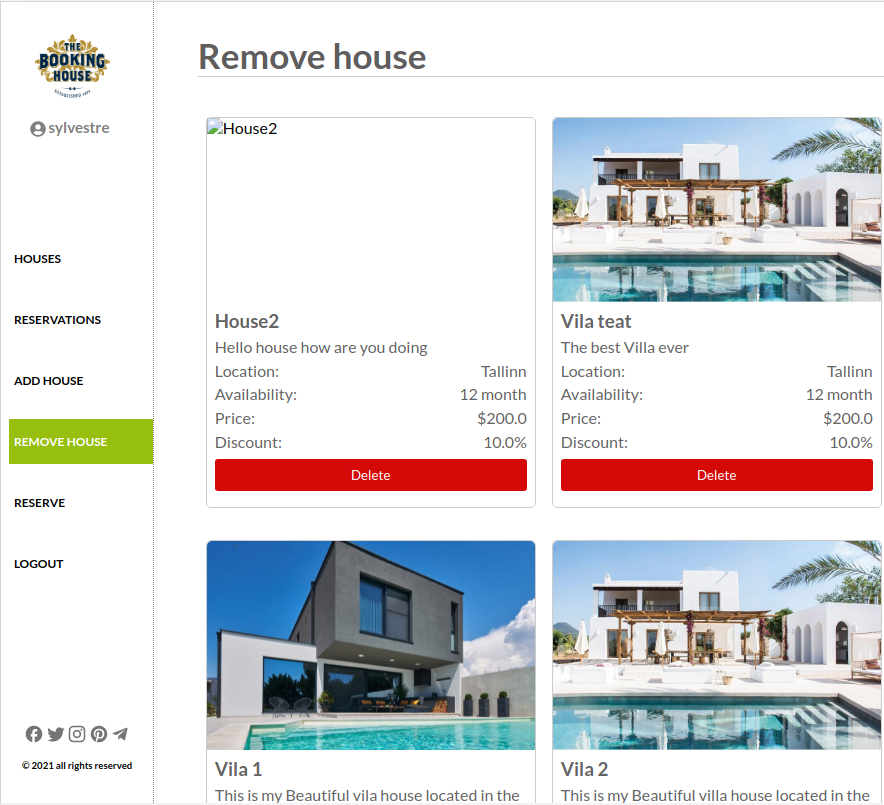 THE
BOOKING
HOUSE
sylvestre
HOUSES
RESERVATIONS
ADD HOUSE
REMOVE HOUSE
RESERVE
LOGOUT
© 2021 all rights reserved
Remove house
House2
House2
Hello house how are you doing
Location: Tallinn
Availability: 12 month
Price: $200.0
Discount: 10.0%
Delete
Vila teat
The best Villa ever
Location: Tallinn
Availability: 12 month
Price: $200.0
Discount: 10.0%
Delete
Vila 1
This is my Beautiful vila house located in the
Vila 2
This is my Beautiful villa house located in the